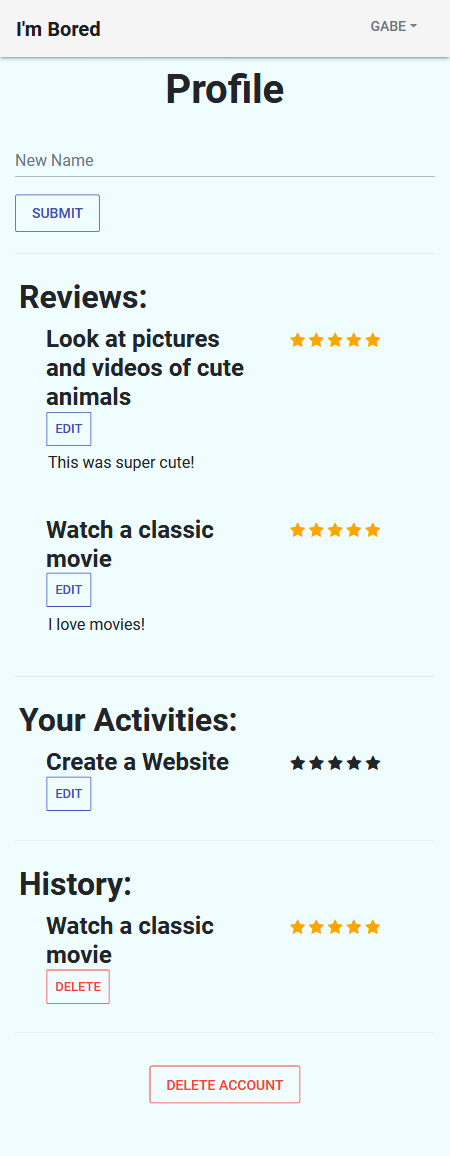 I'm Bored
GABE
Profile
New Name
SUBMIT
Reviews:
Look at pictures
and videos of cute
animals
EDIT
This was super cute!
Watch a classic
movie
EDIT
I love movies!
Your Activities:
Create a Website
EDIT
History:
Watch a classic
movie
DELETE
DELETE ACCOUNT